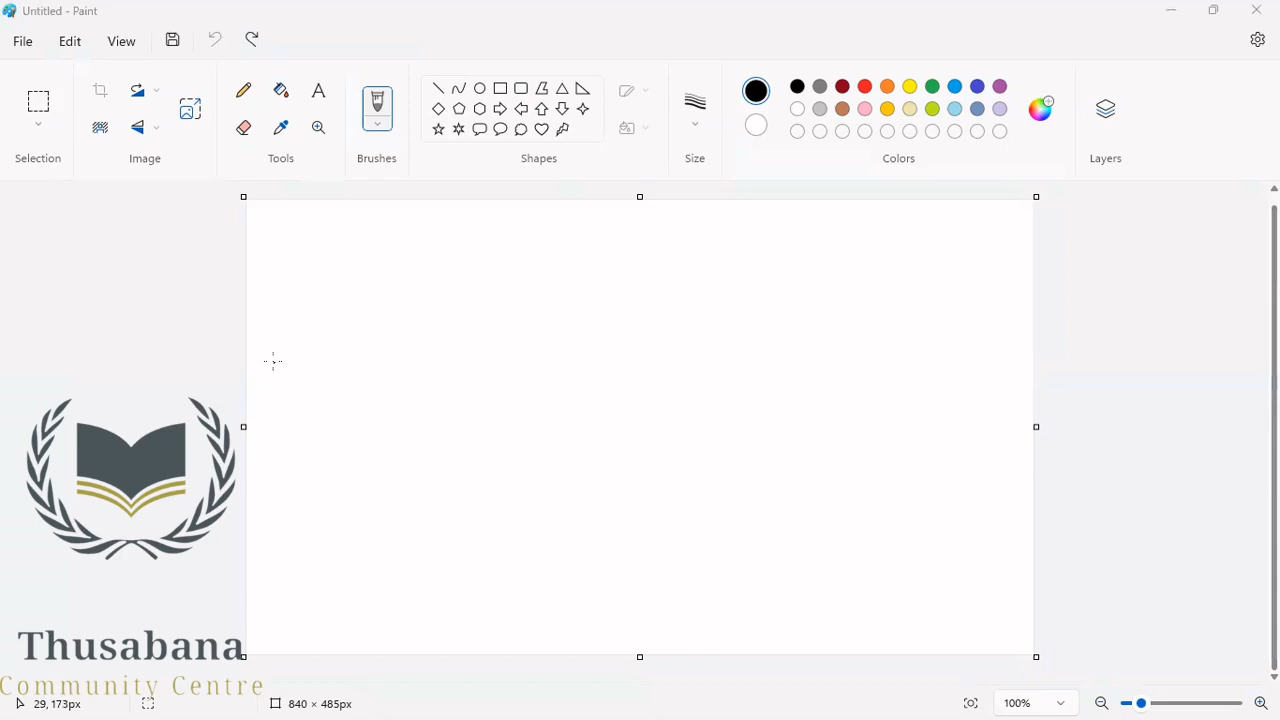 Untitled - Paint
File Edit View
Selection Image Tools Brushes Shapes Size Colors Layers
Thusabana
Community Centre
29, 173px 840 × 485px 100%